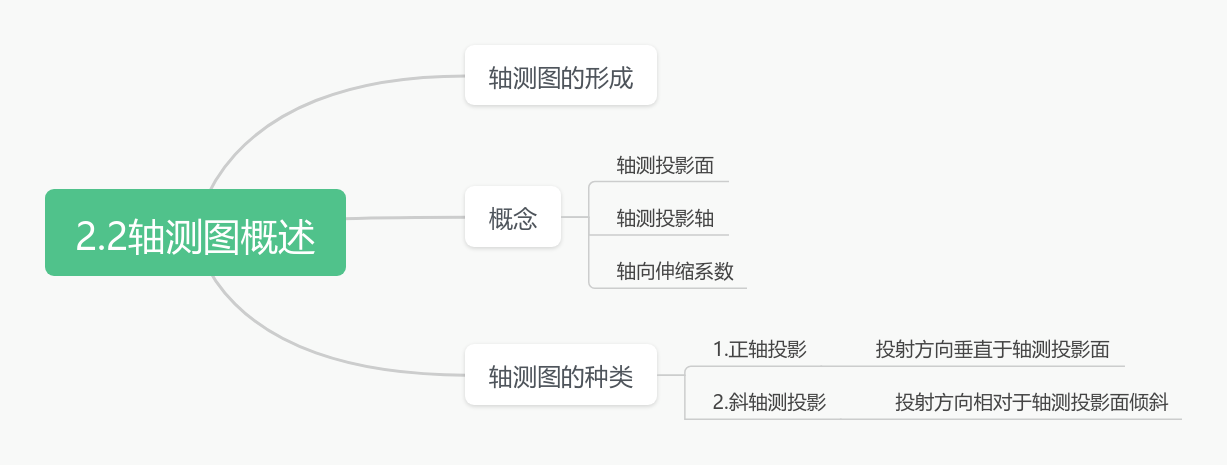 轴测图的形成
轴测投影面
2.2轴测图概述
概念
轴测投影轴
轴向伸缩系数
轴测图的种类
1.正轴投影
投射方向垂直于轴测投影面
2.斜轴测投影
投射方向相对于轴测投影面倾斜